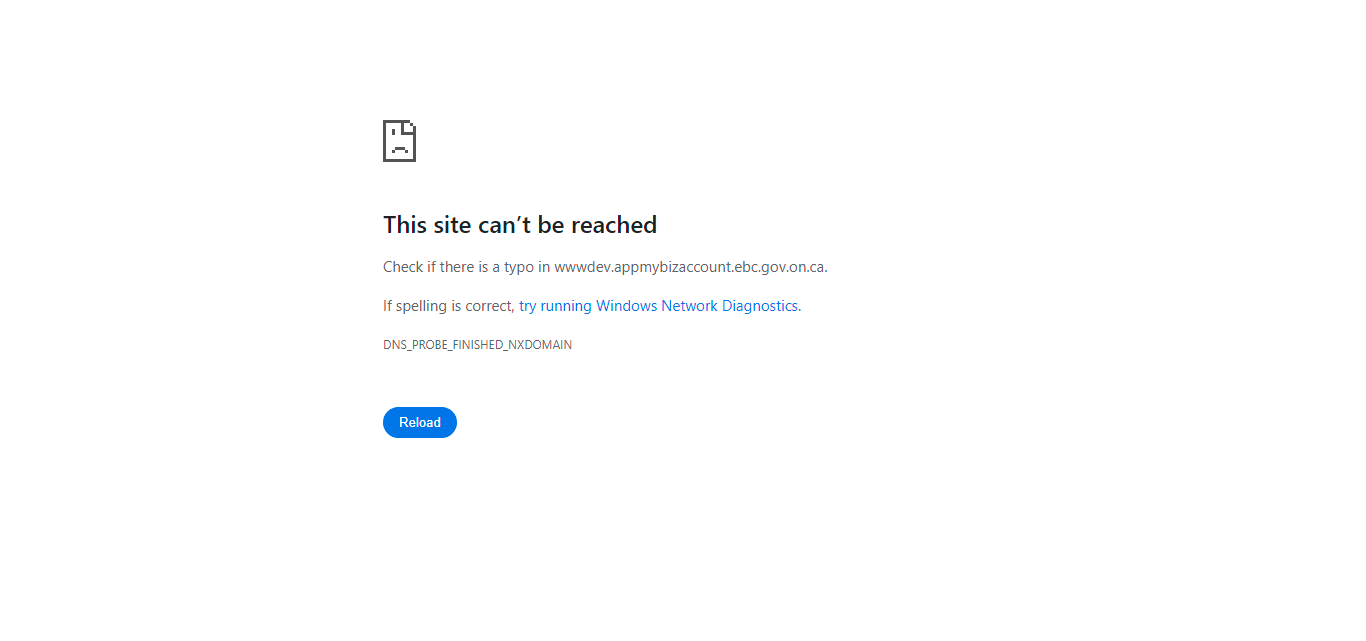 This site can’t be reached
Check if there is a typo in wwwdev.appmybizaccount.ebc.gov.on.ca.
If spelling is correct, try running Windows Network Diagnostics.
DNS_PROBE_FINISHED_NXDOMAIN
Reload